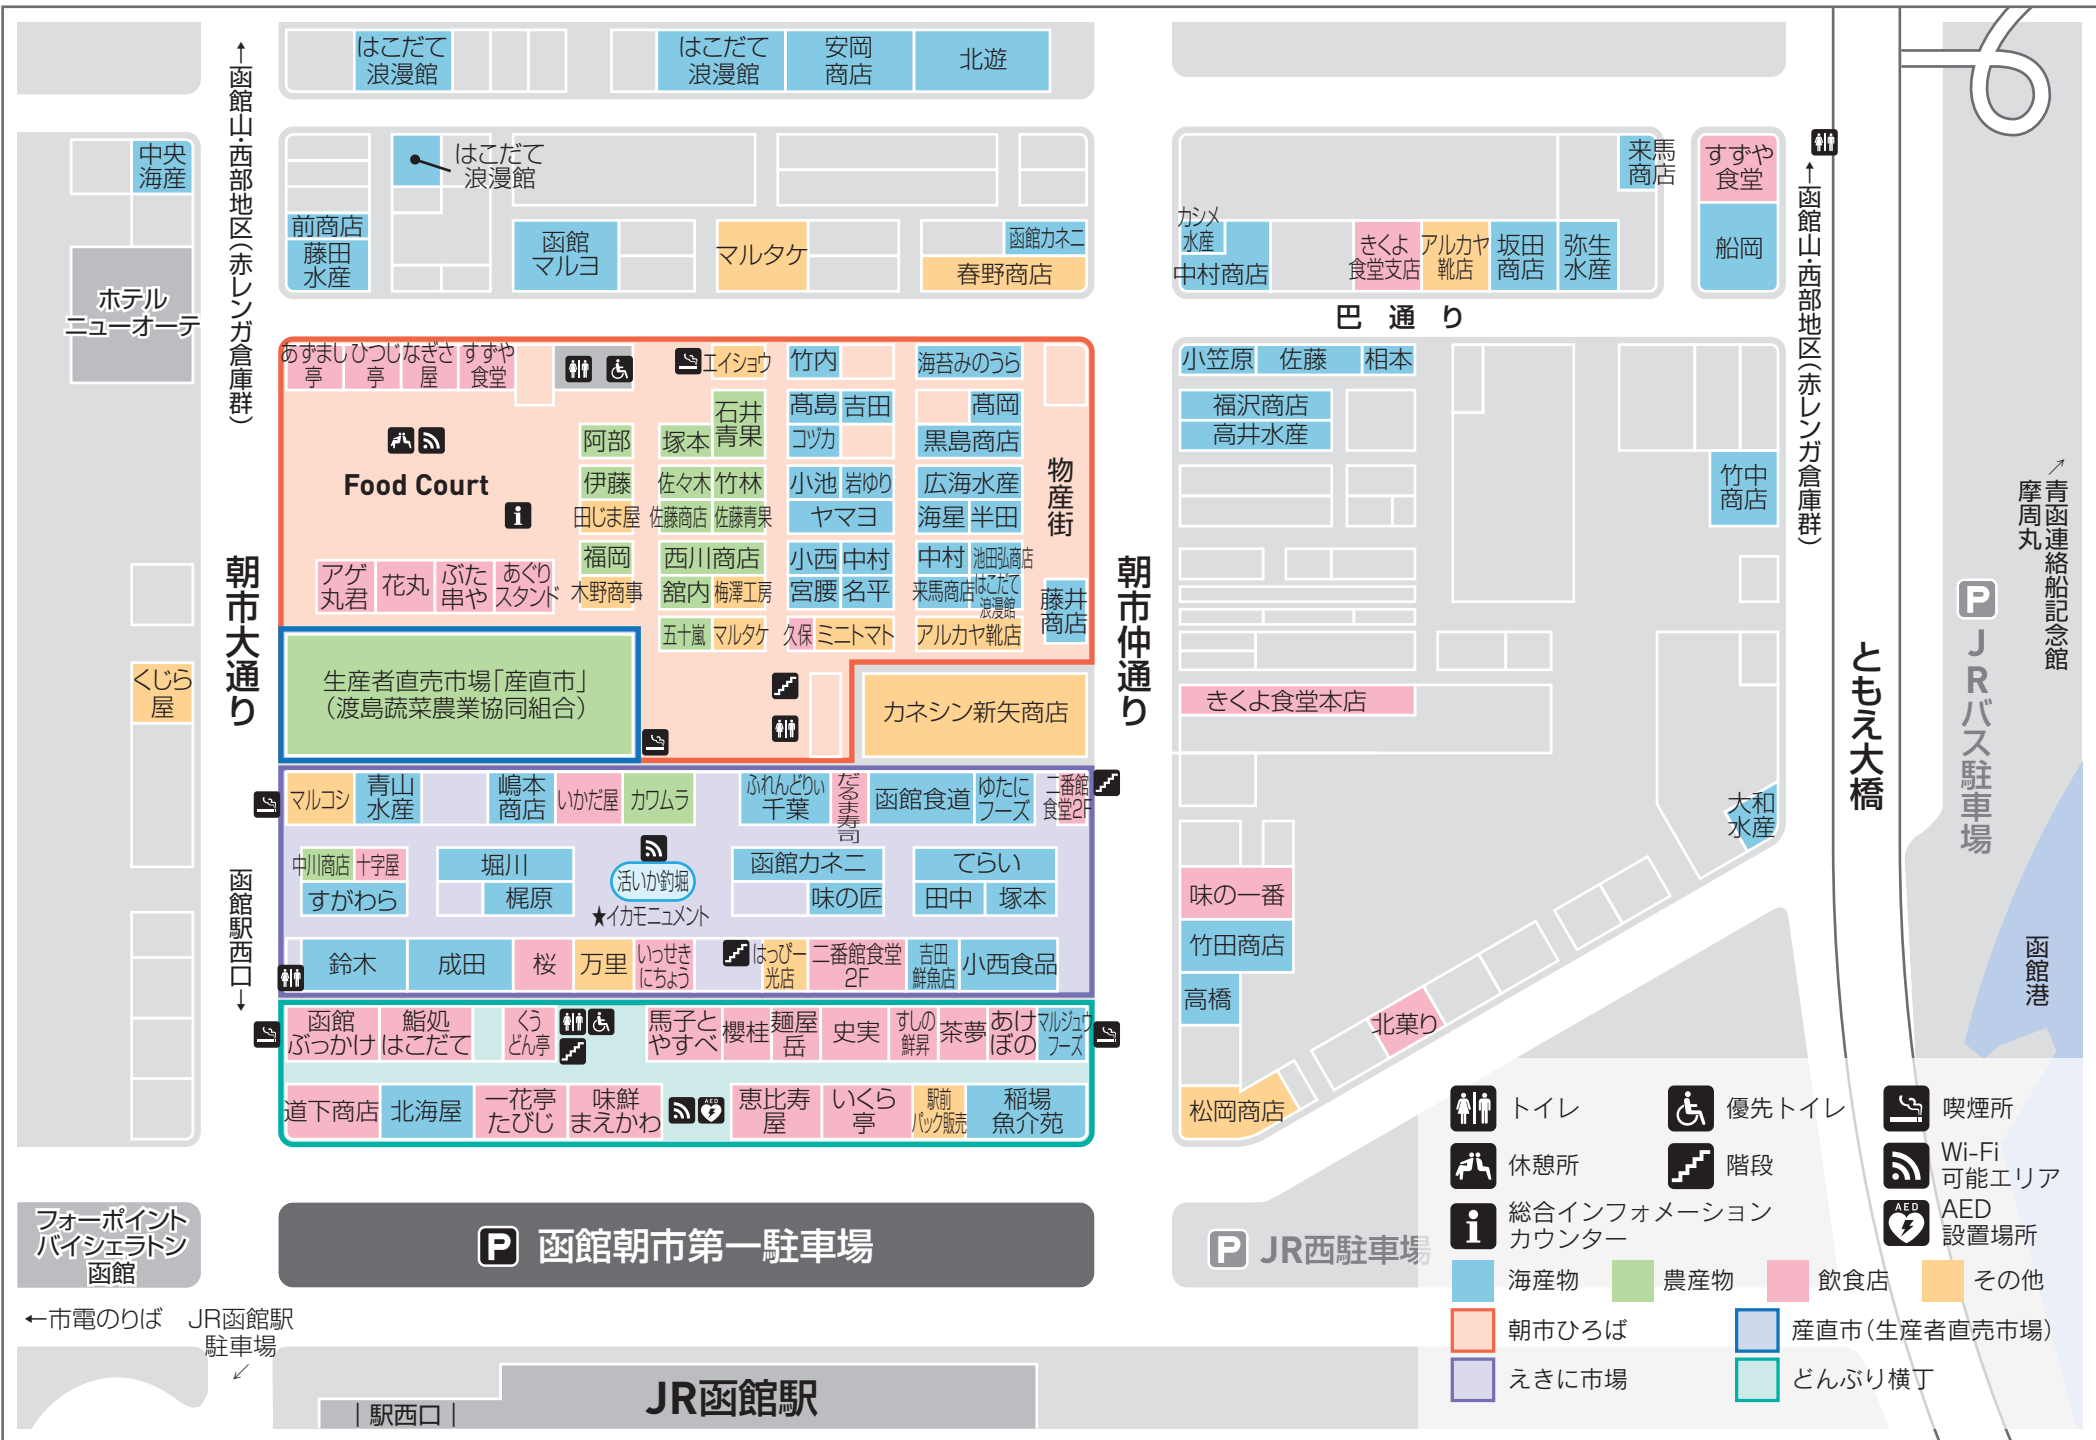 はこだて
浪漫館
はこだて
浪漫館
安岡
商店
北遊
←函館山・西部地区(赤レンガ倉庫群)
中央
海産
はこだて
浪漫館
前商店
藤田
水産
函館
マルヨ
マルタケ
函館カネニ
春野商店
カシメ
水産
中村商店
きくよ
食堂支店
アルカヤ
靴店
坂田
商店
弥生
水産
来馬
商店
すずや
食堂
船岡
←函館山・西部地区(赤レンガ倉庫群)
ホテル
ニューオーテ
巴通り
あずまし
亭
ひつじ
亭
なぎさ
屋
すずや
食堂
エイショウ
竹内
海苔みのうら
石井
青果
髙島
吉田
髙岡
阿部
塚本
コヅカ
黒島商店
Food Court
伊藤
佐々木
竹林
小池
岩ゆり
広海水産
田じま屋
佐藤商店
佐藤青果
ヤマヨ
海星
半田
物産街
福岡
西川商店
小西
中村
中村
池田弘商店
木野商事
舘内
梅澤工房
宮腰
名平
来馬商店
はこだて
浪漫館
藤井
商店
五十嵐
マルタケ
久保
ミニトマト
アルカヤ靴店
アゲ
丸君
花丸
ぶた
串や
あぐり
スタンド
朝市大通り
朝市仲通り
生産者直売市場「産直市」
(渡島蔬菜農業協同組合)
カネシン新矢商店
くじら
屋
小笠原
佐藤
相本
福沢商店
高井水産
竹中
商店
きくよ食堂本店
大和
水産
味の一番
竹田商店
高橋
北菓り
松岡商店
ともえ大橋
↗青函連絡船記念館
摩周丸
P
JRバス駐車場
函館港
マルコシ
青山
水産
嶋本
商店
いかだ屋
カワムラ
ふれんどりぃ
千葉
だるま寿司
函館食道
ゆたに
フーズ
二番館
食堂2F
中川商店
十字屋
すがわら
堀川
梶原
活いか釣堀
★イカモニュメント
函館カネニ
味の匠
てらい
田中
塚本
函館駅西口→
鈴木
成田
桜
万里
いっせき
にちょう
はっぴー
光店
二番館食堂
2F
吉田
鮮魚店
小西食品
函館
ぶっかけ
鮨処
はこだて
くう
どん亭
馬子と
やすべ
櫻桂
麺屋
岳
史実
すしの
鮮昇
茶夢
あけ
ぼの
マルジュウ
フーズ
道下商店
北海屋
一花亭
たびじ
味鮮
まえかわ
AED
恵比寿
屋
いくら
亭
駅前
パック販売
稲場
魚介苑
フォーポイント
バイシェラトン
函館
P 函館朝市第一駐車場
P JR西駐車場
←市電のりば
JR函館駅
駐車場
↙
|駅西口|
JR函館駅
トイレ
優先トイレ
喫煙所
休憩所
階段
Wi-Fi
可能エリア
i
総合インフォメーション
カウンター
AED
AED
設置場所
海産物
農産物
飲食店
その他
朝市ひろば
産直市(生産者直売市場)
えきに市場
どんぶり横丁